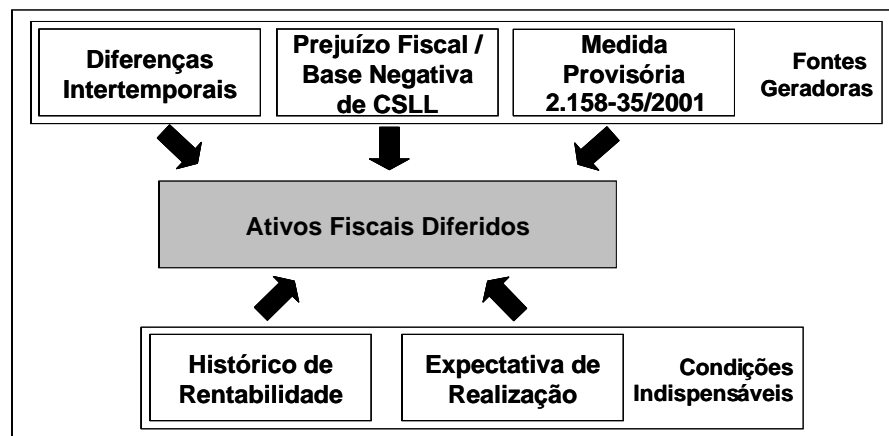 Diferenças
Intertemporais
Prejuízo Fiscal /
Base Negativa
de CSLL
Medida
Provisória
2.158-35/2001
Fontes
Geradoras
Ativos Fiscais Diferidos
Histórico de
Rentabilidade
Expectativa de
Realização
Condições
Indispensáveis